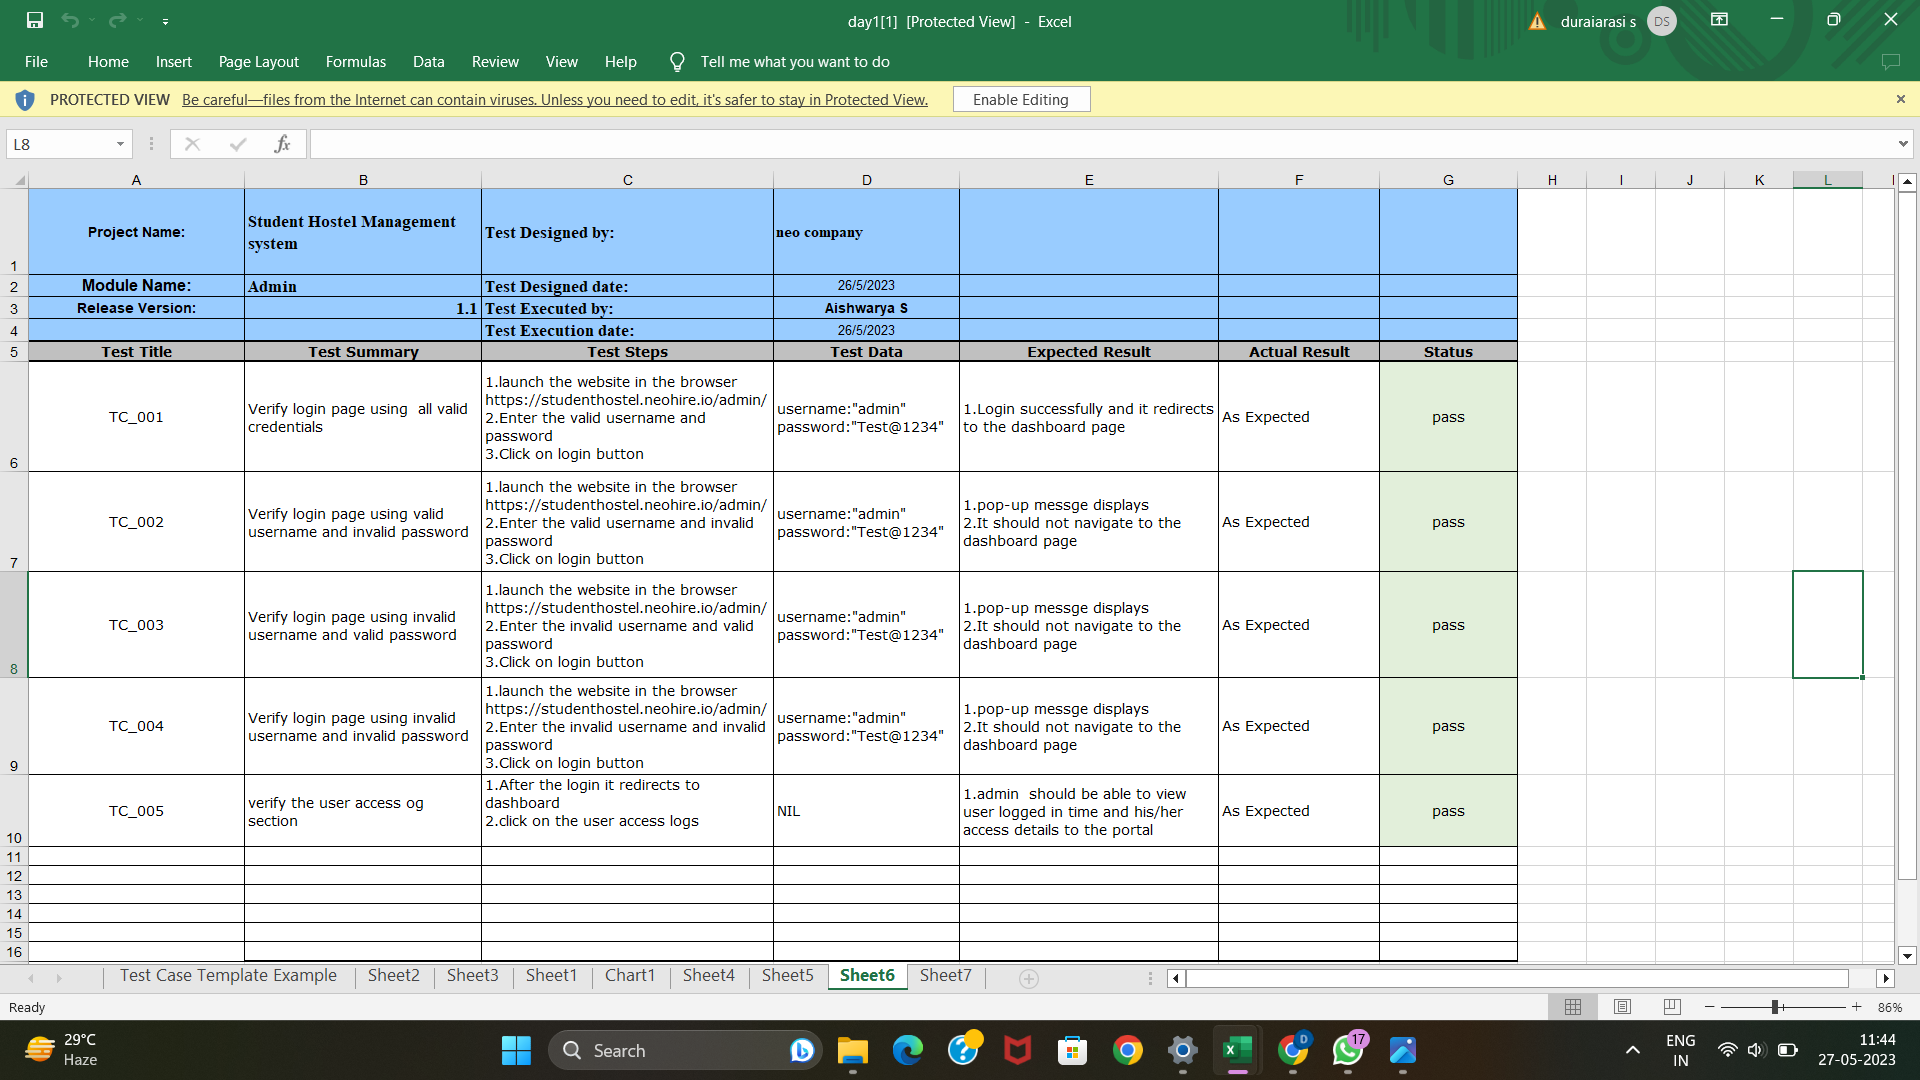 day1[1]  [Protected View]  -  Excel
duraiarasi s
DS
File
Home
Insert
Page Layout
Formulas
Data
Review
View
Help
Tell me what you want to do
PROTECTED VIEW
Be careful—files from the Internet can contain viruses. Unless you need to edit, it's safer to stay in Protected View.
Enable Editing
L8
fx
A
B
C
D
E
F
G
H
I
J
K
L
1
Project Name:
Student Hostel Management
system
Test Designed by:
neo company
2
Module Name:
Admin
Test Designed date:
26/5/2023
3
Release Version:
1.1
Test Executed by:
Aishwarya S
4
Test Execution date:
26/5/2023
5
Test Title
Test Summary
Test Steps
Test Data
Expected Result
Actual Result
Status
6
TC_001
Verify login page using  all valid
credentials
1.launch the website in the browser
https://studenthostel.neohire.io/admin/
2.Enter the valid username and
password
3.Click on login button
username:"admin"
password:"Test@1234"
1.Login successfully and it redirects
to the dashboard page
As Expected
pass
7
TC_002
Verify login page using valid
username and invalid password
1.launch the website in the browser
https://studenthostel.neohire.io/admin/
2.Enter the valid username and invalid
password
3.Click on login button
username:"admin"
password:"Test@1234"
1.pop-up messge displays
2.It should not navigate to the
dashboard page
As Expected
pass
8
TC_003
Verify login page using invalid
username and valid password
1.launch the website in the browser
https://studenthostel.neohire.io/admin/
2.Enter the invalid username and valid
password
3.Click on login button
username:"admin"
password:"Test@1234"
1.pop-up messge displays
2.It should not navigate to the
dashboard page
As Expected
pass
9
TC_004
Verify login page using invalid
username and invalid password
1.launch the website in the browser
https://studenthostel.neohire.io/admin/
2.Enter the invalid username and invalid
password
3.Click on login button
username:"admin"
password:"Test@1234"
1.pop-up messge displays
2.It should not navigate to the
dashboard page
As Expected
pass
10
TC_005
verify the user access og
section
1.After the login it redirects to
dashboard
2.click on the user access logs
NIL
1.admin  should be able to view
user logged in time and his/her
access details to the portal
As Expected
pass
11
12
13
14
15
16
Test Case Template Example
Sheet2
Sheet3
Sheet1
Chart1
Sheet4
Sheet5
Sheet6
Sheet7
Ready
86%
29°C
Haze
Search
D
17
ENG
IN
11:44
27-05-2023